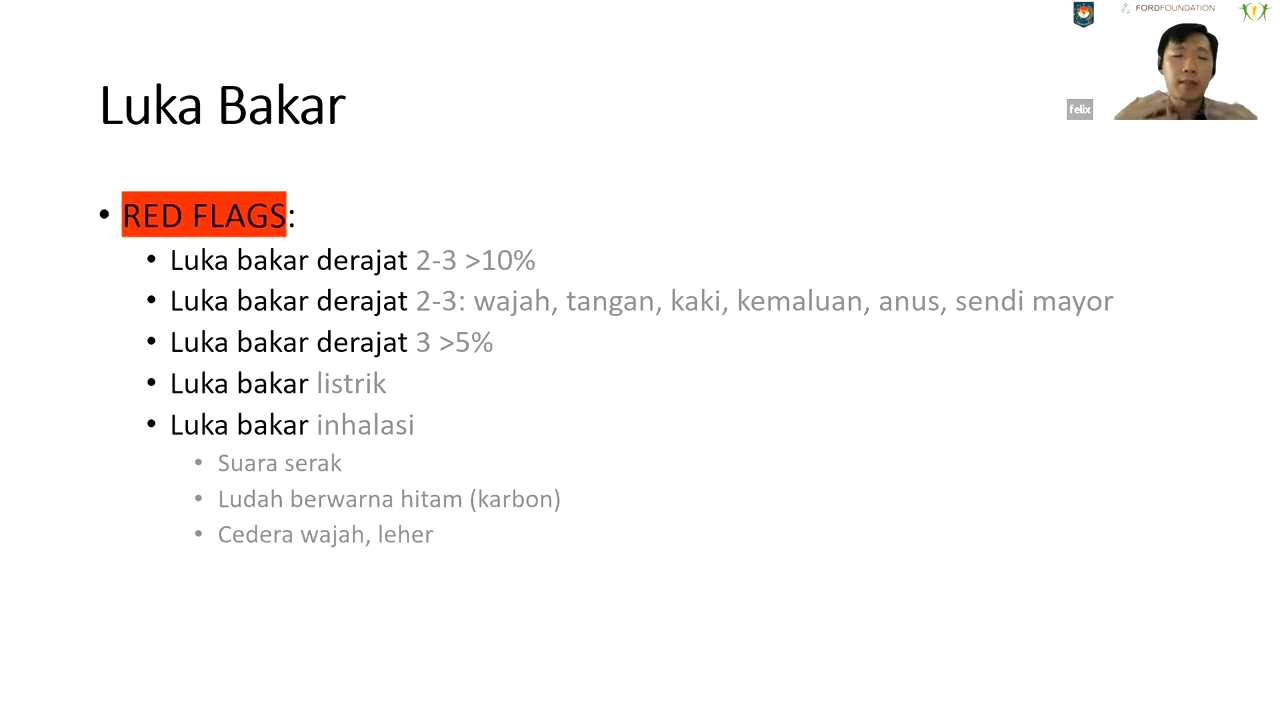 FORDFOUNDATION
felix
Luka Bakar
• RED FLAGS:
• Luka bakar derajat 2-3 >10%
• Luka bakar derajat 2-3: wajah, tangan, kaki, kemaluan, anus, sendi mayor
• Luka bakar derajat 3 >5%
• Luka bakar listrik
• Luka bakar inhalasi
• Suara serak
• Ludah berwarna hitam (karbon)
• Cedera wajah, leher